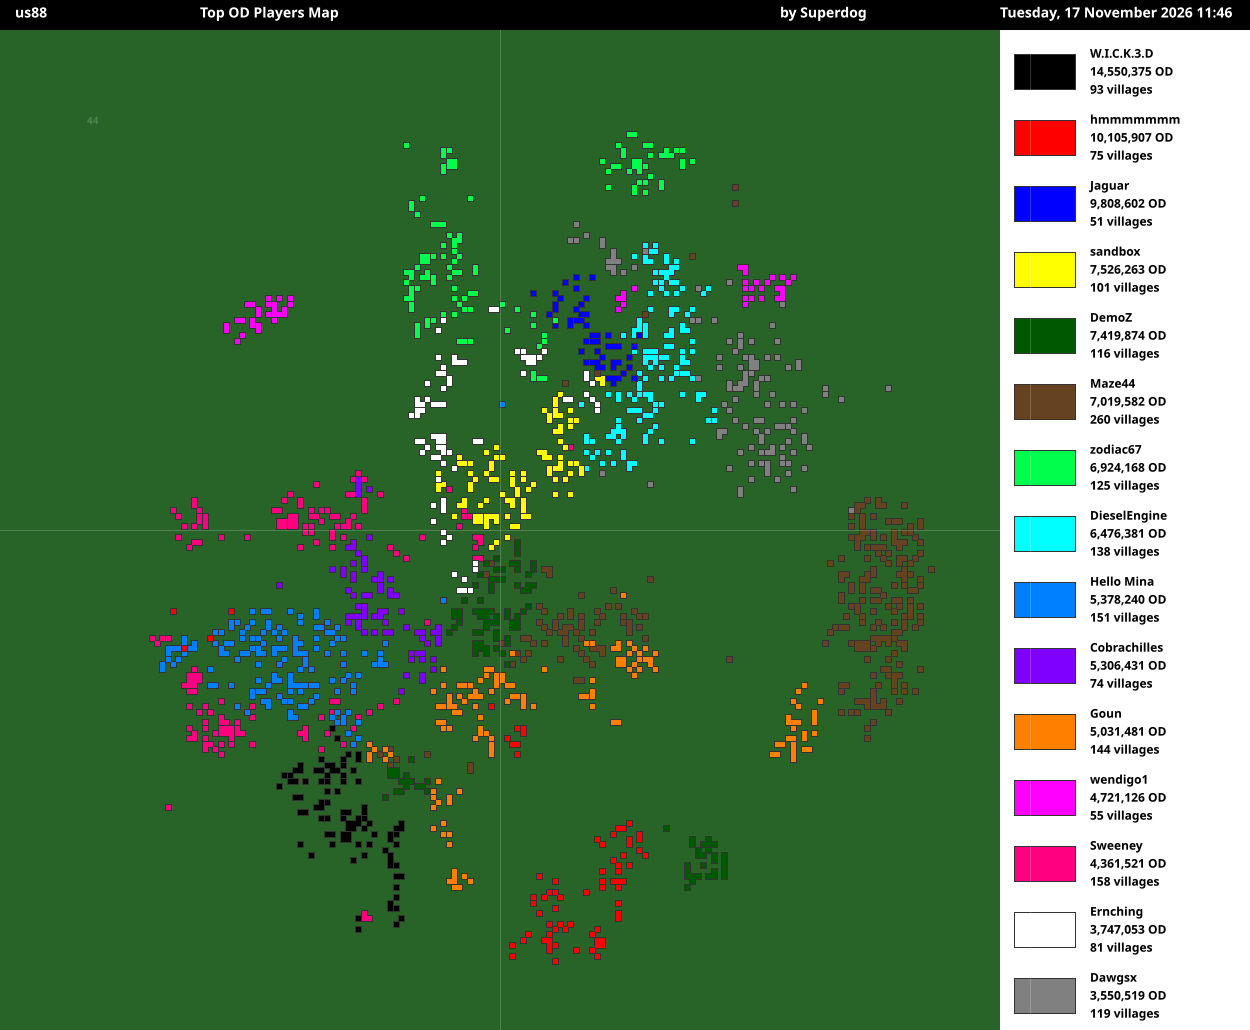 us88
Top OD Players Map
by Superdog
Tuesday, 17 November 2026 11:46
44
W.I.C.K.3.D
14,550,375 OD
93 villages
hmmmmmmm
10,105,907 OD
75 villages
Jaguar
9,808,602 OD
51 villages
sandbox
7,526,263 OD
101 villages
DemoZ
7,419,874 OD
116 villages
Maze44
7,019,582 OD
260 villages
zodiac67
6,924,168 OD
125 villages
DieselEngine
6,476,381 OD
138 villages
Hello Mina
5,378,240 OD
151 villages
Cobrachilles
5,306,431 OD
74 villages
Goun
5,031,481 OD
144 villages
wendigo1
4,721,126 OD
55 villages
Sweeney
4,361,521 OD
158 villages
Ernching
3,747,053 OD
81 villages
Dawgsx
3,550,519 OD
119 villages